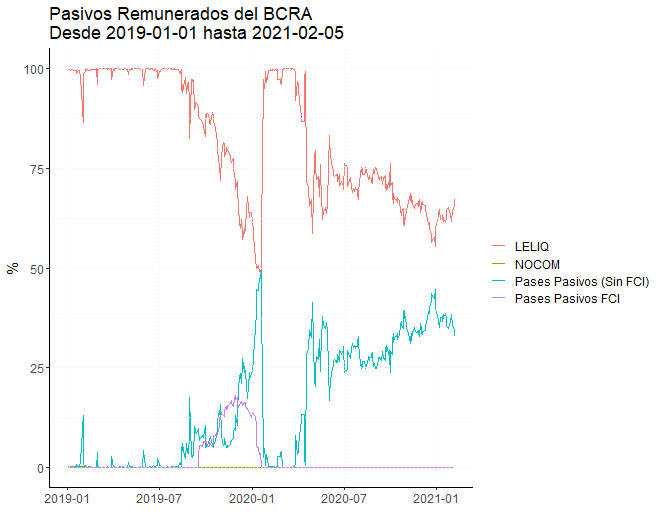 Pasivos Remunerados del BCRA
Desde 2019-01-01 hasta 2021-02-05
100
75
50
25
0
%
2019-01
2019-07
2020-01
2020-07
2021-01
LELIQ
NOCOM
Pases Pasivos (Sin FCI)
Pases Pasivos FCI